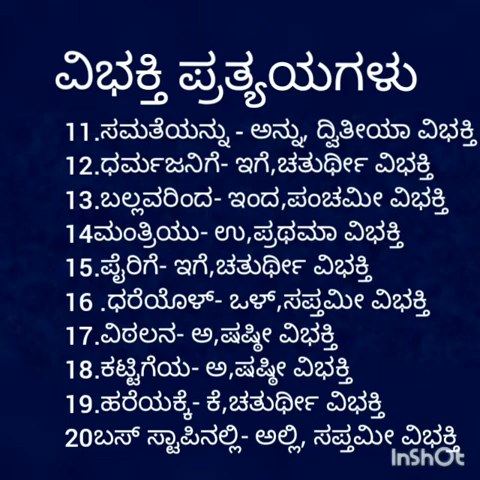 ವಿಭಕ್ತಿ ಪ್ರತ್ಯಯಗಳು
11.ಸಮತೆಯನ್ನು - ಅನ್ನು, ದ್ವಿತೀಯಾ ವಿಭಕ್ತಿ
12.ಧರ್ಮಜನಿಗೆ- ಇಗೆ,ಚತುರ್ಥೀ ವಿಭಕ್ತಿ
13.ಬಲ್ಲವರಿಂದ- ಇಂದ,ಪಂಚಮೀ ವಿಭಕ್ತಿ
14ಮಂತ್ರಿಯು- ಉ,ಪ್ರಥಮಾ ವಿಭಕ್ತಿ
15.ಪೈರಿಗೆ- ಇಗೆ,ಚತುರ್ಥೀ ವಿಭಕ್ತಿ
16 .ಧರೆಯೊಳ್- ಒಳ್,ಸಪ್ತಮೀ ವಿಭಕ್ತಿ
17.ವಿಠಲನ- ಅ,ಷಷ್ಠೀ ವಿಭಕ್ತಿ
18.ಕಟ್ಟಿಗೆಯ- ಅ,ಷಷ್ಠೀ ವಿಭಕ್ತಿ
19.ಹರೆಯಕ್ಕೆ- ಕೆ,ಚತುರ್ಥೀ ವಿಭಕ್ತಿ
20ಬಸ್ ಸ್ಟಾಪಿನಲ್ಲಿ- ಅಲ್ಲಿ, ಸಪ್ತಮೀ ವಿಭಕ್ತಿ
InShOt